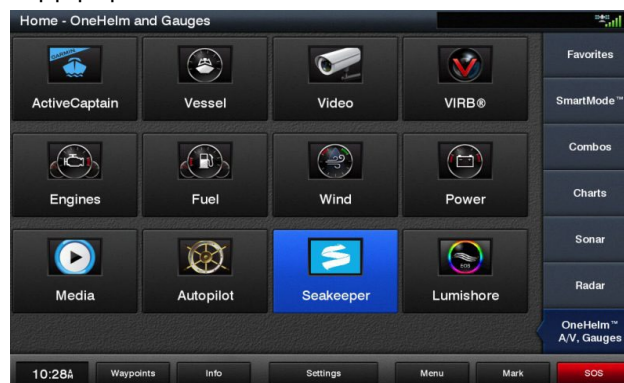 Home - OneHelm and Gauges
GARMIN
ActiveCaptain
Vessel
Video
VIRB®
Engines
Fuel
Wind
Power
Media
Autopilot
Seakeeper
EOS
Lumishore
Favorites
SmartMode™
Combos
Charts
Sonar
Radar
OneHelm™
A/V, Gauges
10:28A
Waypoints
Info
Settings
Menu
Mark
SOS